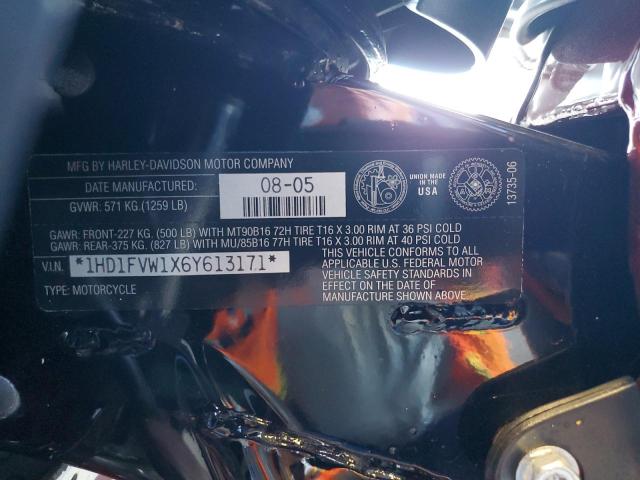 MFG BY HARLEY-DAVIDSON MOTOR COMPANY
DATE MANUFACTURED: 08-05
GVWR: 571 KG. (1259 LB)
UNION MADE
IN THE
USA
13735-06
GAWR: FRONT-227 KG. (500 LB) WITH MT90B16 72H TIRE T16 X 3.00 RIM AT 36 PSI COLD
GAWR: REAR-375 KG. (827 LB) WITH MU/85B16 77H TIRE T16 X 3.00 RIM AT 40 PSI COLD
V.I.N. *1HD1FVW1X6Y613171*
TYPE: MOTORCYCLE
THIS VEHICLE CONFORMS TO ALL
APPLICABLE U.S. FEDERAL MOTOR
VEHICLE SAFETY STANDARDS IN
EFFECT ON THE DATE OF
MANUFACTURE SHOWN ABOVE.